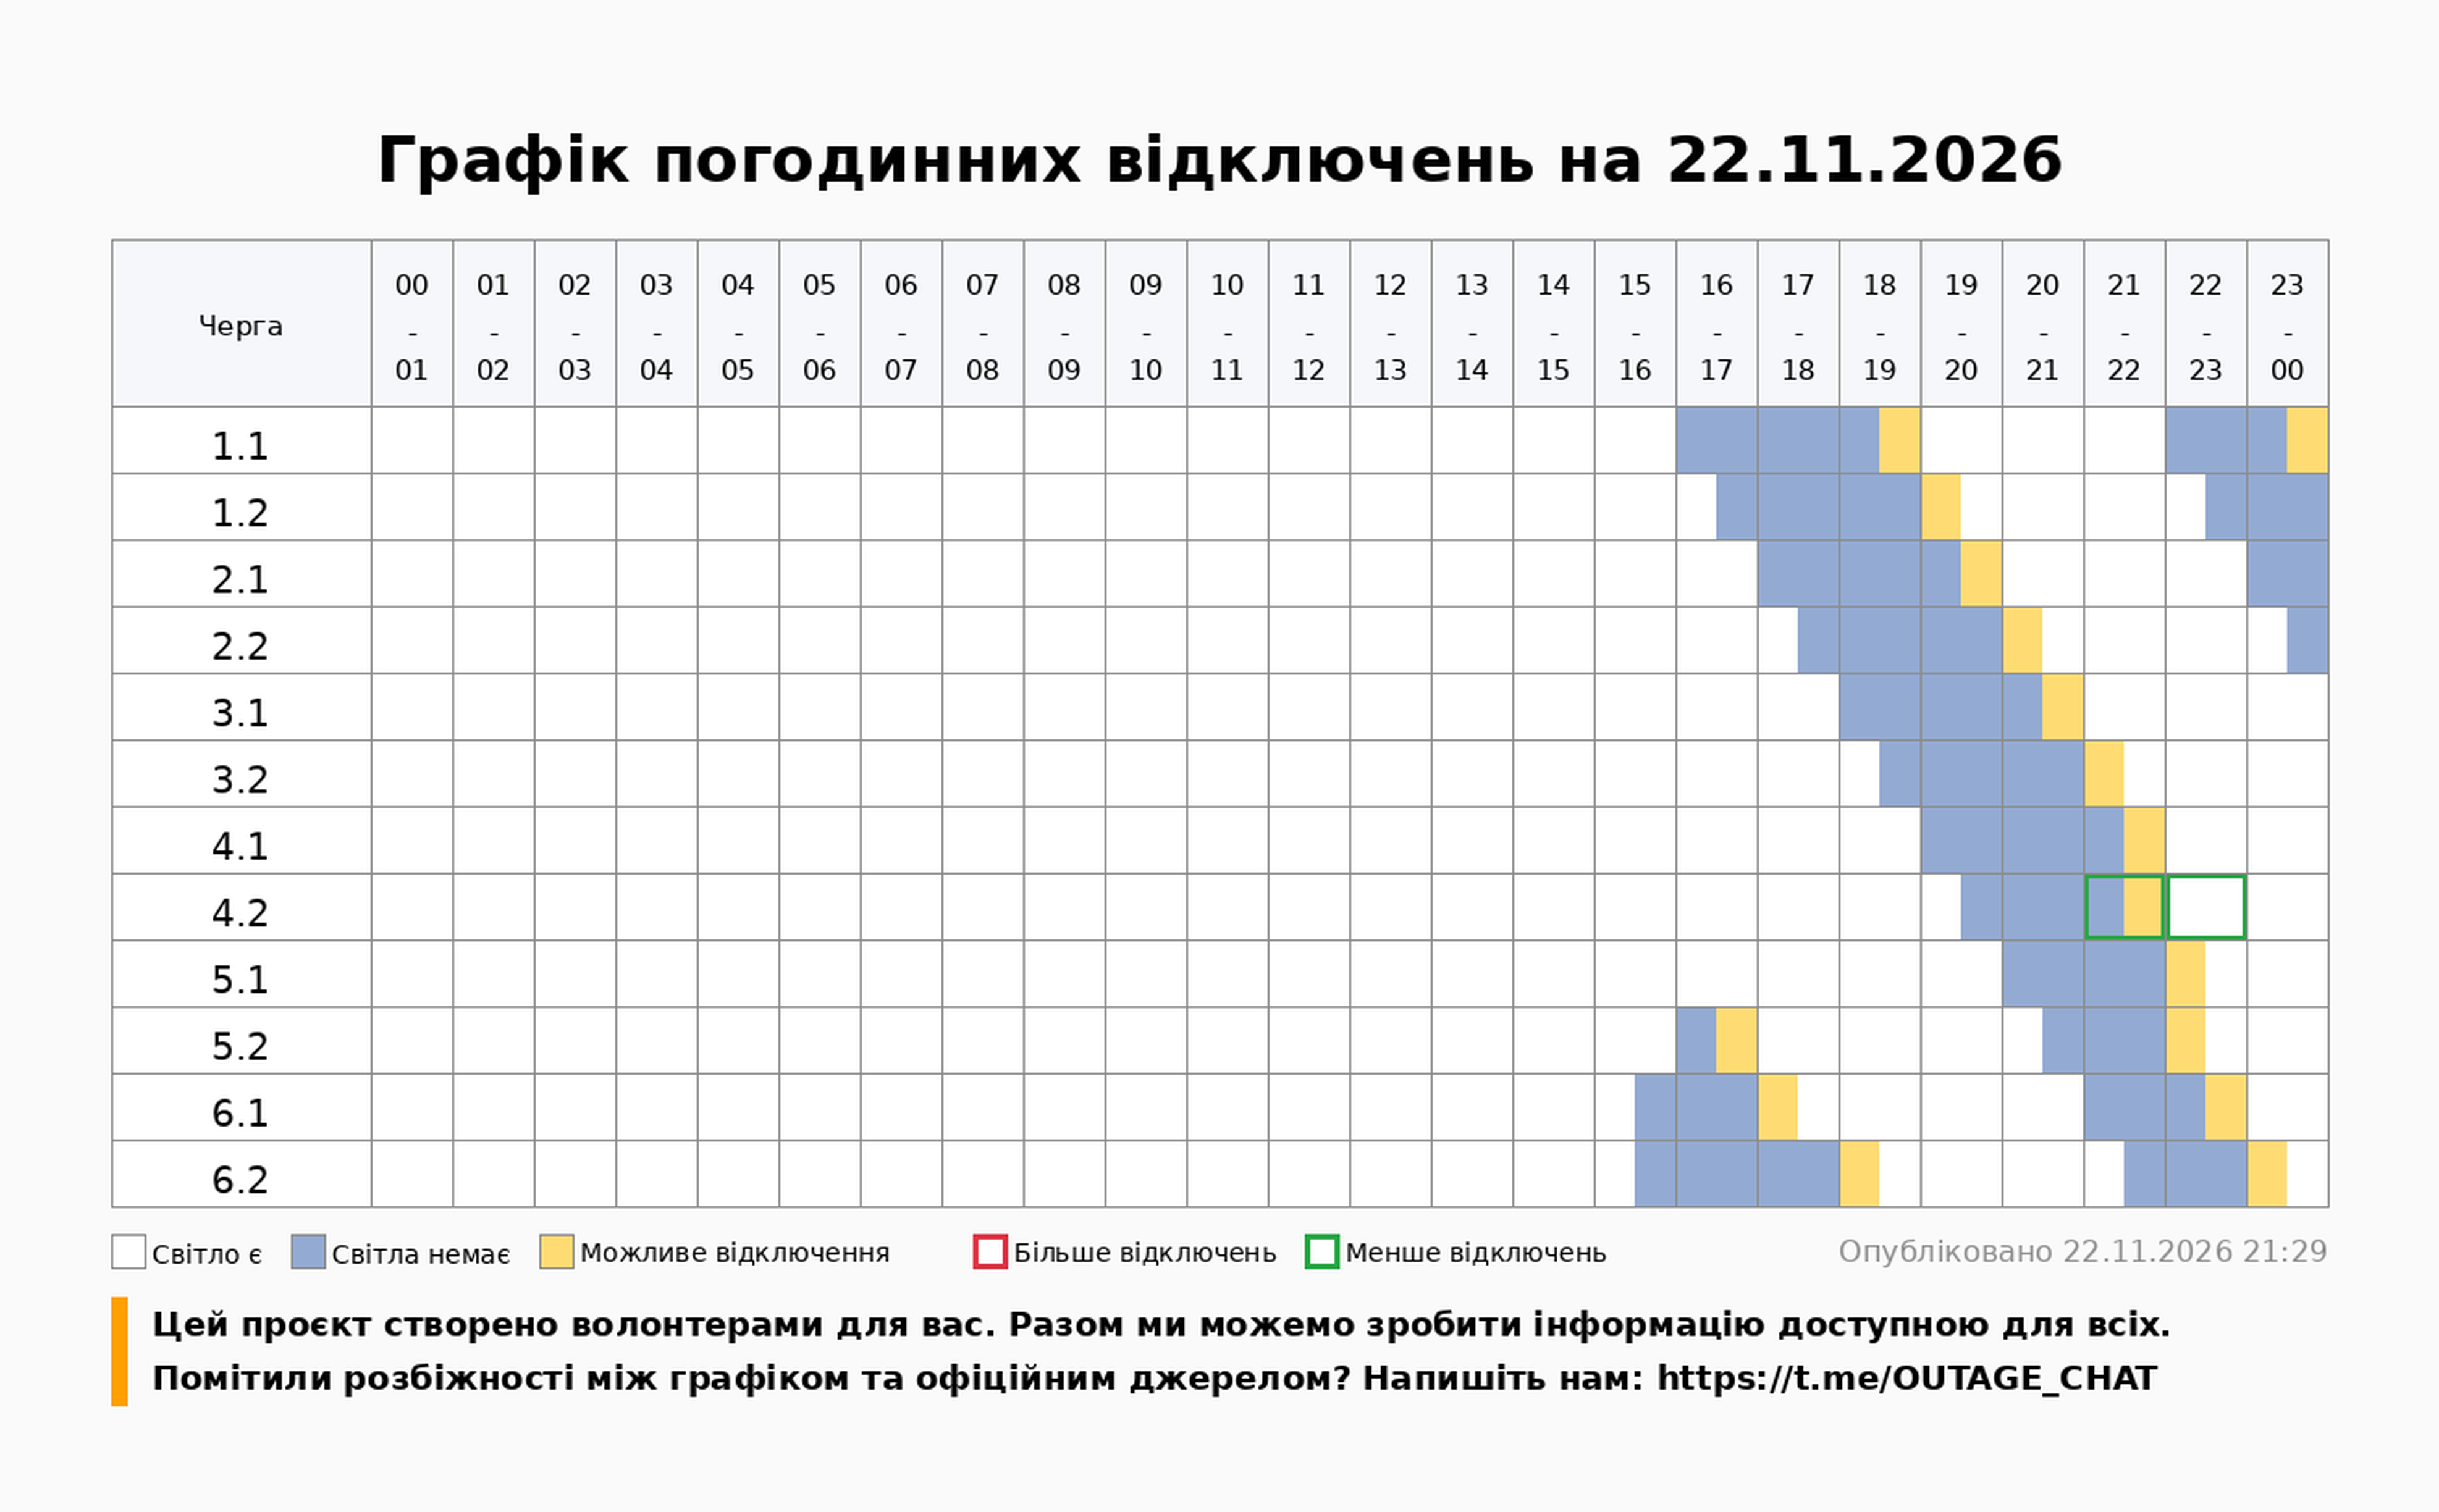 Графік погодинних відключень на 22.11.2026
Черга
00 - 01
01 - 02
02 - 03
03 - 04
04 - 05
05 - 06
06 - 07
07 - 08
08 - 09
09 - 10
10 - 11
11 - 12
12 - 13
13 - 14
14 - 15
15 - 16
16 - 17
17 - 18
18 - 19
19 - 20
20 - 21
21 - 22
22 - 23
23 - 00
1.1
1.2
2.1
2.2
3.1
3.2
4.1
4.2
5.1
5.2
6.1
6.2
Світло є
Світла немає
Можливе відключення
Більше відключень
Менше відключень
Опубліковано 22.11.2026 21:29
Цей проєкт створено волонтерами для вас. Разом ми можемо зробити інформацію доступною для всіх.
Помітили розбіжності між графіком та офіційним джерелом? Напишіть нам: https://t.me/OUTAGE_CHAT